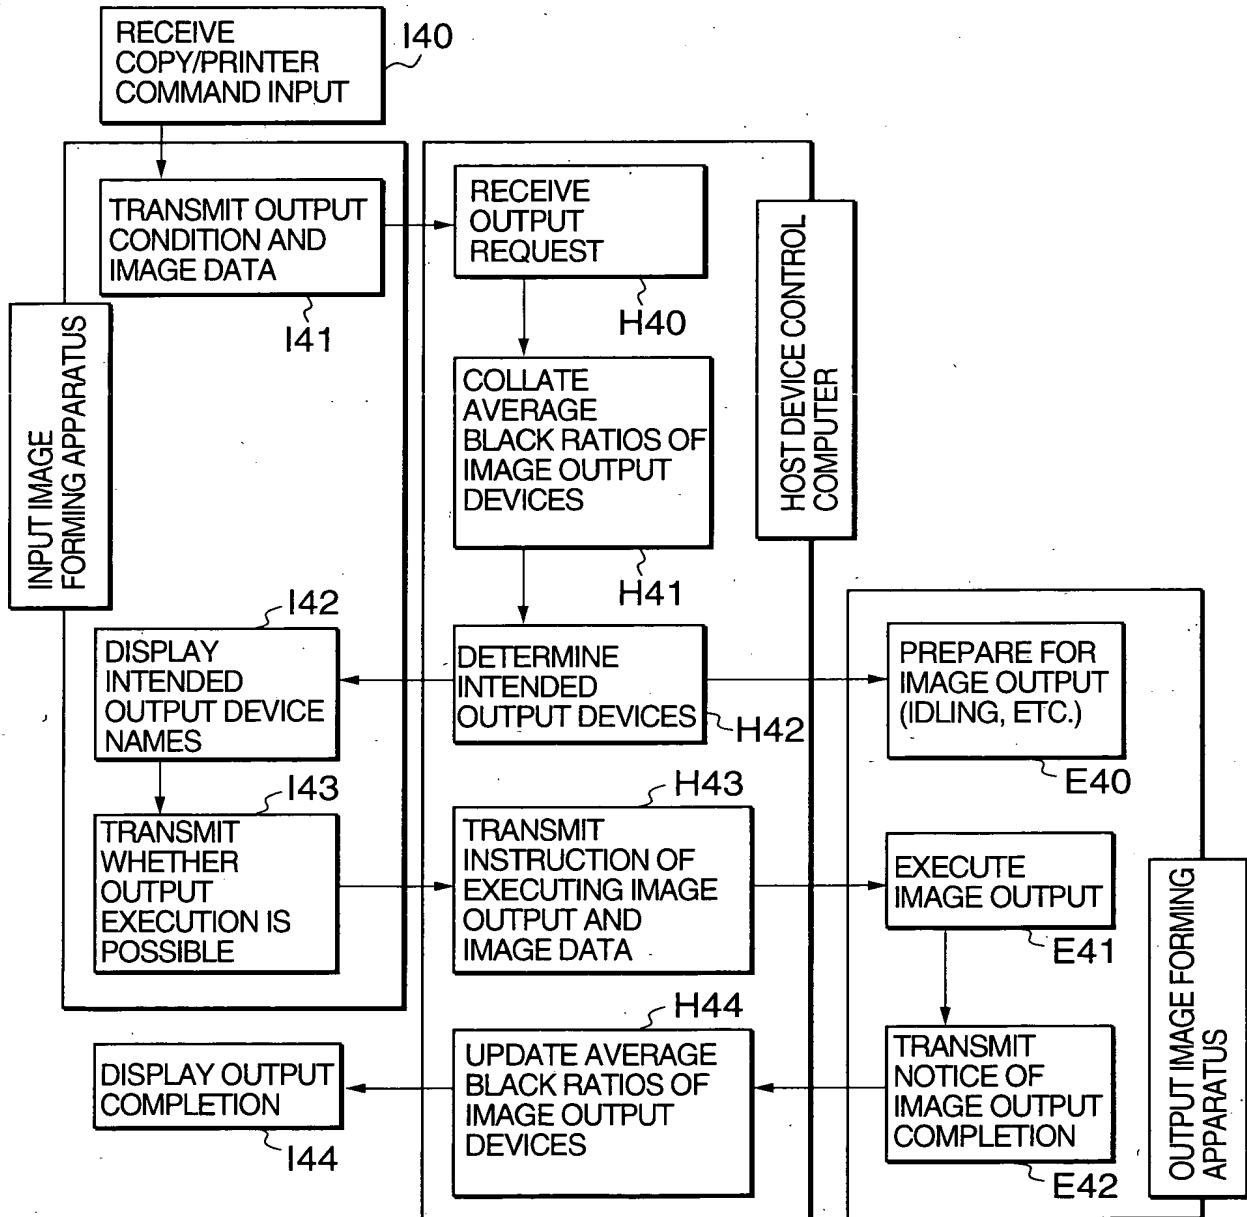 RECEIVE
COPY/PRINTER
COMMAND INPUT
I40
TRANSMIT OUTPUT
CONDITION AND
IMAGE DATA
I41
INPUT IMAGE
FORMING APPARATUS
RECEIVE
OUTPUT
REQUEST
H40
HOST DEVICE CONTROL
COMPUTER
COLLATE
AVERAGE
BLACK RATIOS OF
IMAGE OUTPUT
DEVICES
H41
I42
DISPLAY
INTENDED
OUTPUT DEVICE
NAMES
DETERMINE
INTENDED
OUTPUT DEVICES
H42
PREPARE FOR
IMAGE OUTPUT
(IDLING, ETC.)
E40
I43
TRANSMIT
WHETHER
OUTPUT
EXECUTION IS
POSSIBLE
H43
TRANSMIT
INSTRUCTION OF
EXECUTING IMAGE
OUTPUT AND
IMAGE DATA
EXECUTE
IMAGE OUTPUT
E41
OUTPUT IMAGE FORMING
APPARATUS
H44
UPDATE AVERAGE
BLACK RATIOS OF
IMAGE OUTPUT
DEVICES
TRANSMIT
NOTICE OF
IMAGE OUTPUT
COMPLETION
E42
DISPLAY OUTPUT
COMPLETION
I44